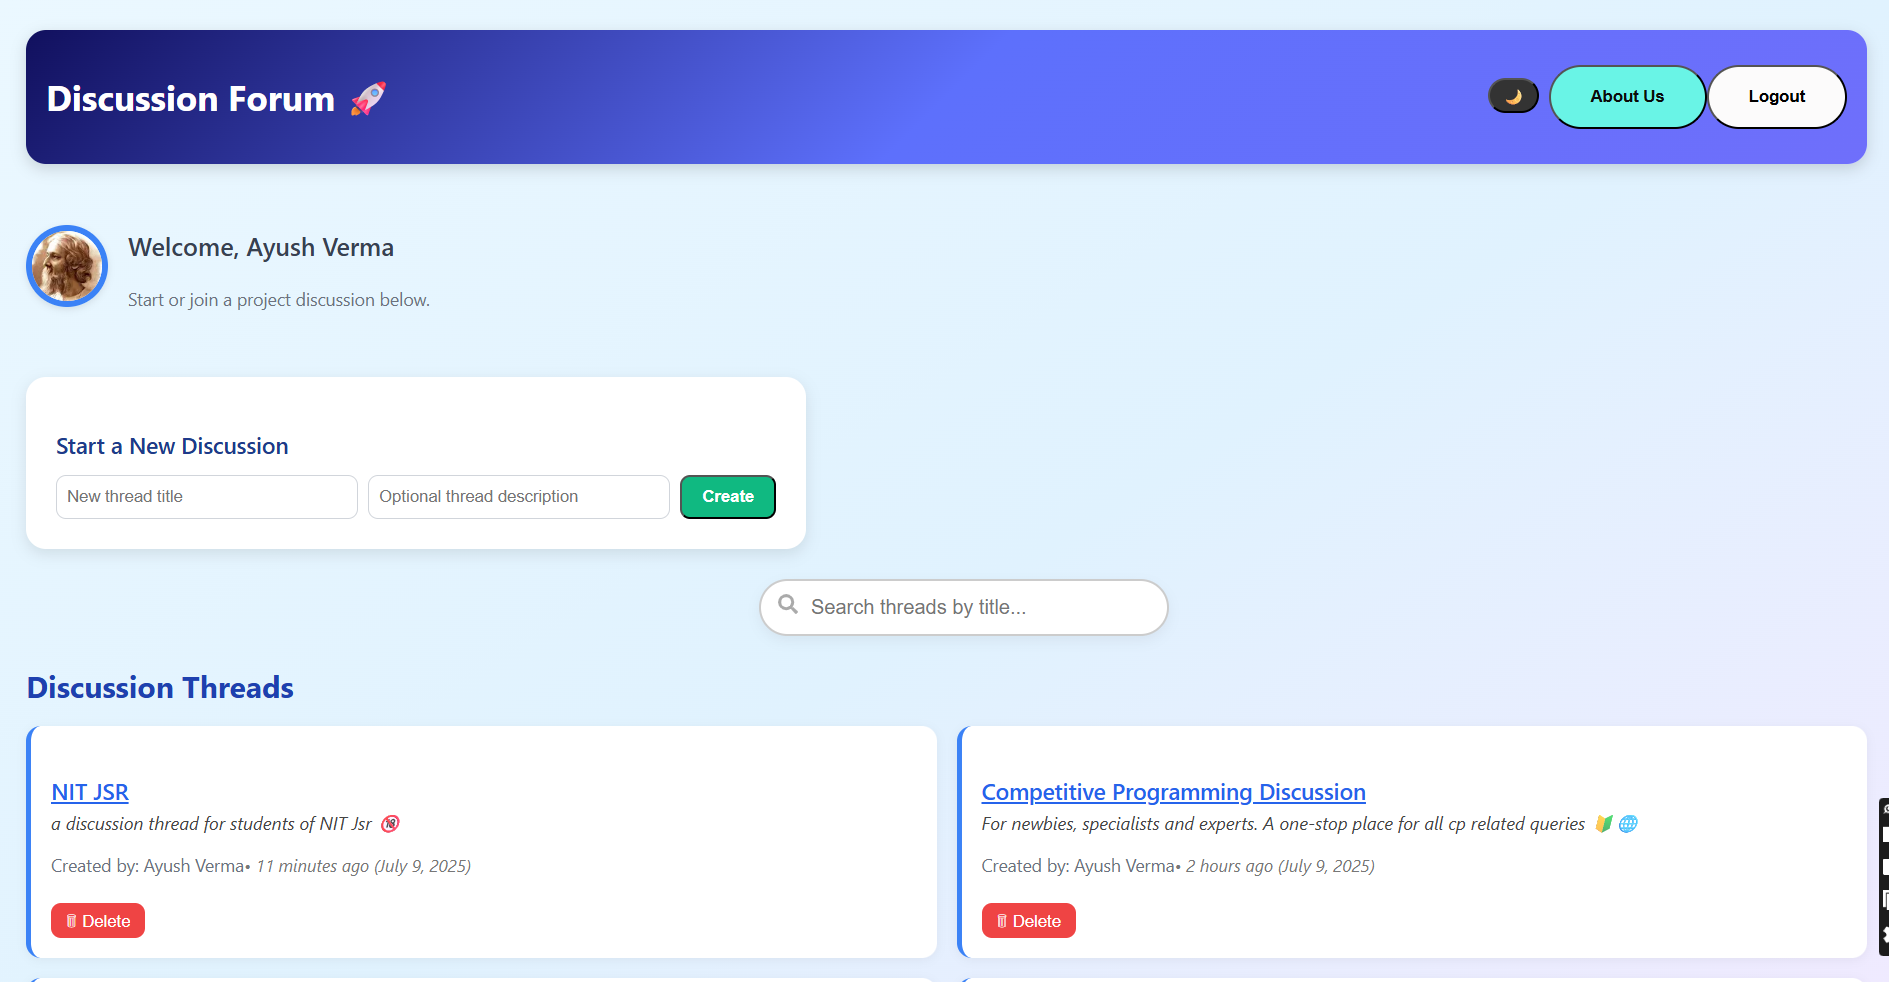 Discussion Forum 🚀
🌙 About Us Logout
Welcome, Ayush Verma
Start or join a project discussion below.
Start a New Discussion
New thread title Optional thread description Create
Search threads by title...
Discussion Threads
NIT JSR
a discussion thread for students of NIT Jsr 🔞
Created by: Ayush Verma• 11 minutes ago (July 9, 2025)
🗑 Delete
Competitive Programming Discussion
For newbies, specialists and experts. A one-stop place for all cp related queries 🔰 🌐
Created by: Ayush Verma• 2 hours ago (July 9, 2025)
🗑 Delete